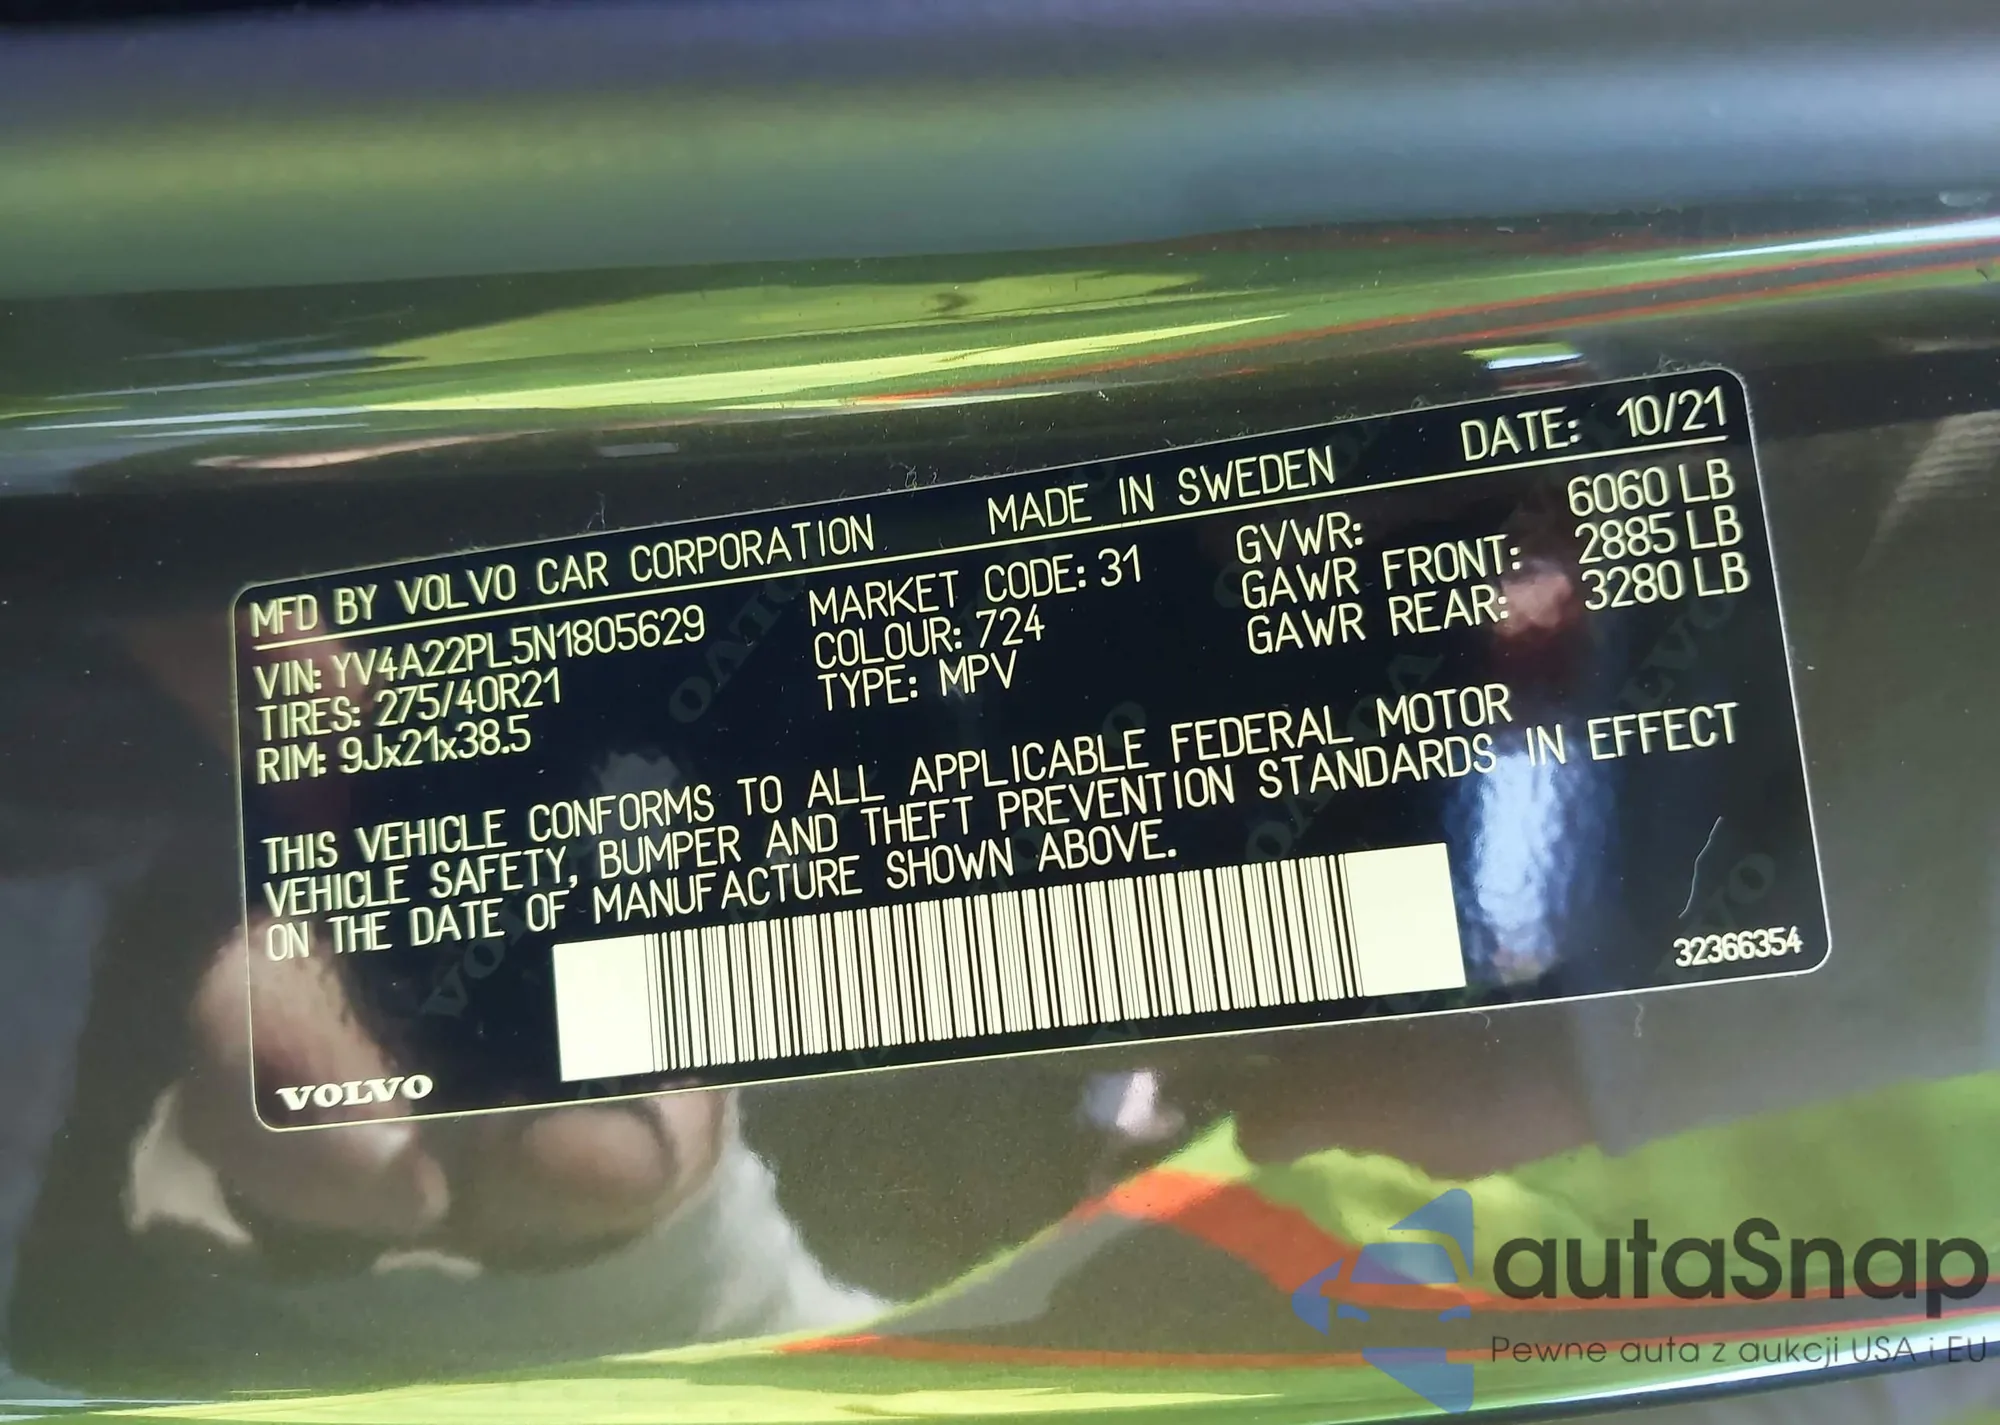 MFD BY VOLVO CAR CORPORATION MADE IN SWEDEN DATE: 10/21
VIN: YV4A22PL5N1805629 MARKET CODE: 31 GVWR: 6060 LB
TIRES: 275/40R21 COLOUR: 724 GAWR FRONT: 2885 LB
RIM: 9Jx21x38.5 TYPE: MPV GAWR REAR: 3280 LB
THIS VEHICLE CONFORMS TO ALL APPLICABLE FEDERAL MOTOR
VEHICLE SAFETY, BUMPER AND THEFT PREVENTION STANDARDS IN EFFECT
ON THE DATE OF MANUFACTURE SHOWN ABOVE.
32366354
VOLVO
autaSnap
Pewne auta z aukcji USA i EU